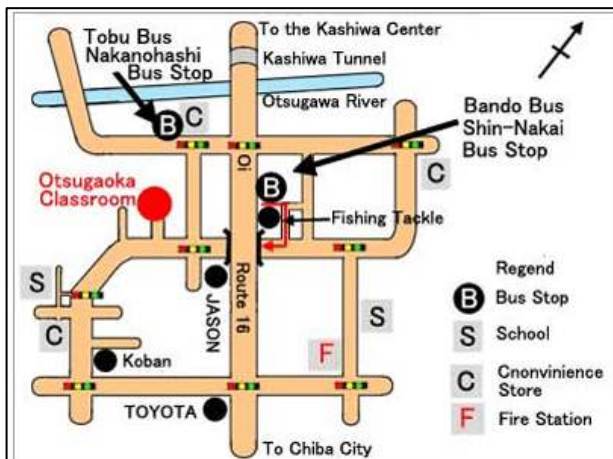 Tobu Bus
Nakanohashi
Bus Stop
To the Kashiwa Center
Kashiwa Tunnel
Otsugawa River
B
C
Oi
Bando Bus
Shin-Nakai
Bus Stop
B
C
Otsugaoka
Classroom
Fishing Tackle
S
JASON
Route 16
S
C
Koban
F
TOYOTA
To Chiba City
Regend
B Bus Stop
S School
C Cnonvinience
Store
F Fire Station